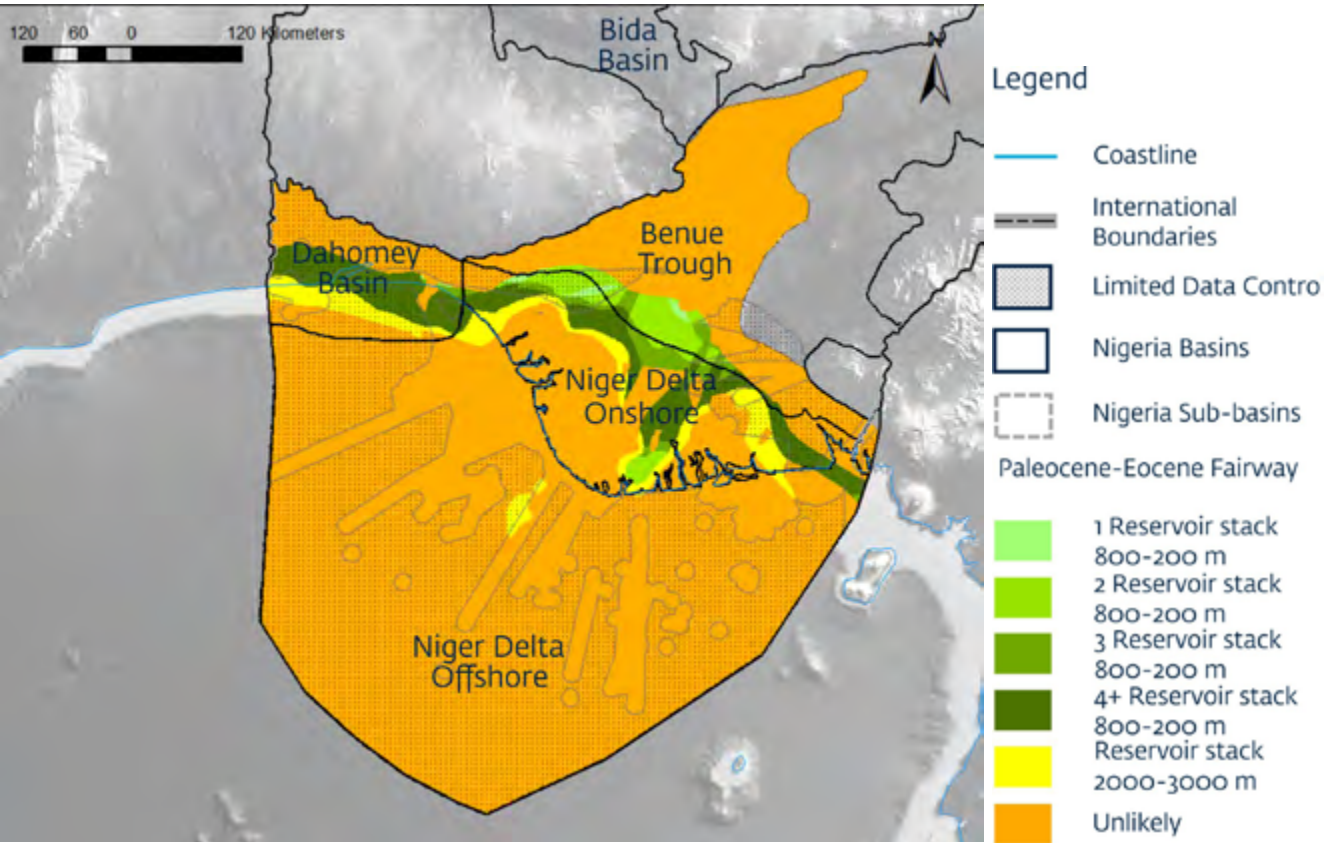 120 60 0 120 Kilometers
Bida
Basin
N
Dahomey
Basin
Benue
Trough
Niger Delta
Onshore
Niger Delta
Offshore
Legend
Coastline
International
Boundaries
Limited Data Contro
Nigeria Basins
Nigeria Sub-basins
Paleocene-Eocene Fairway
1 Reservoir stack
800-200 m
2 Reservoir stack
800-200 m
3 Reservoir stack
800-200 m
4+ Reservoir stack
800-200 m
Reservoir stack
2000-3000 m
Unlikely